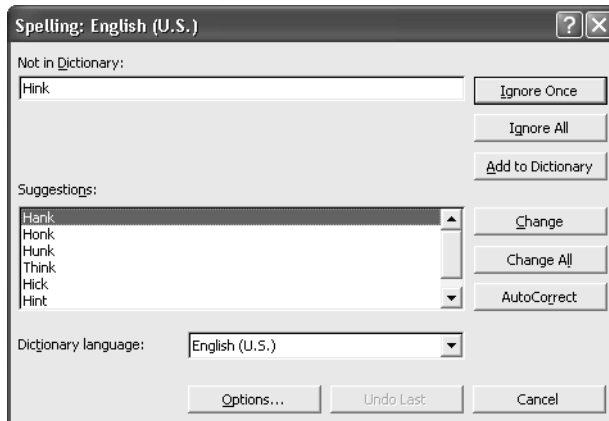 Spelling: English (U.S.)
Not in Dictionary:
Hink
Ignore Once
Ignore All
Add to Dictionary
Suggestions:
Hank
Honk
Hunk
Think
Hick
Hint
Change
Change All
AutoCorrect
Dictionary language:
English (U.S.)
Options...
Undo Last
Cancel